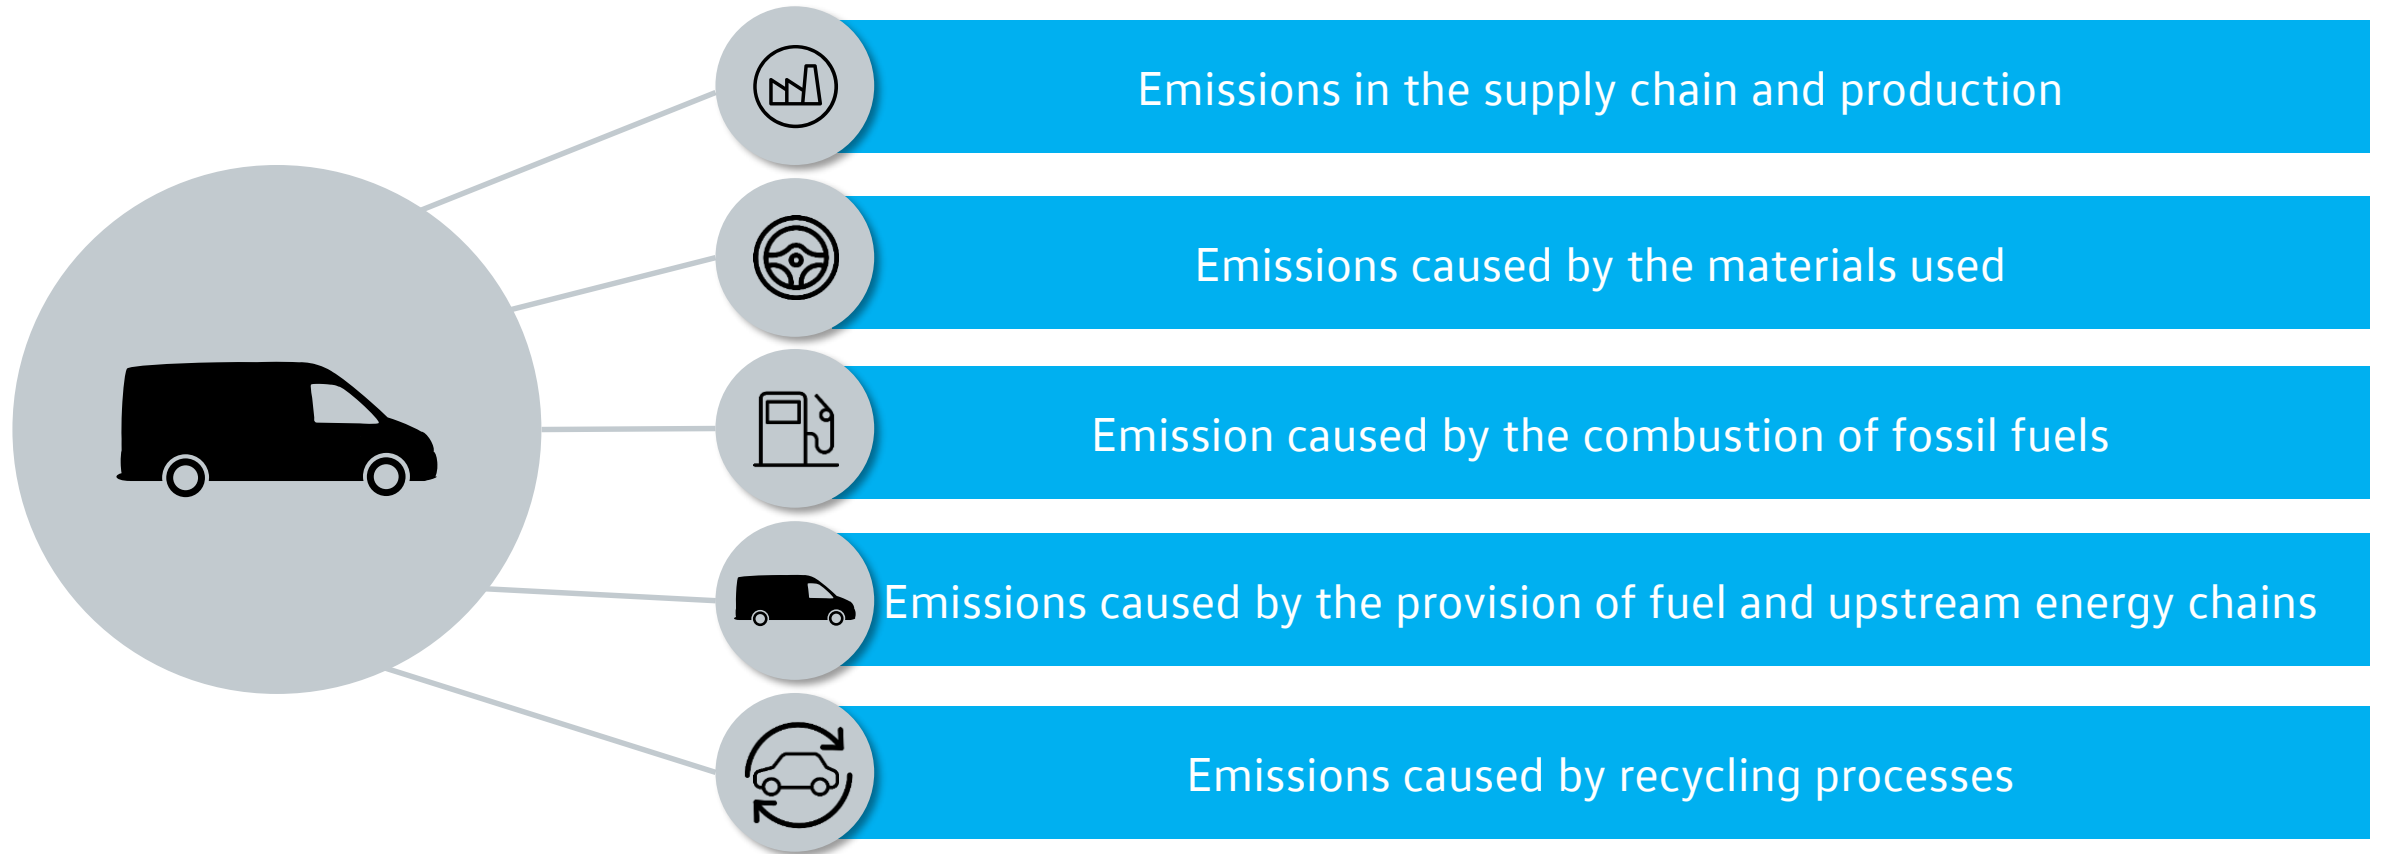 Emissions in the supply chain and production
Emissions caused by the materials used
Emission caused by the combustion of fossil fuels
Emissions caused by the provision of fuel and upstream energy chains
Emissions caused by recycling processes